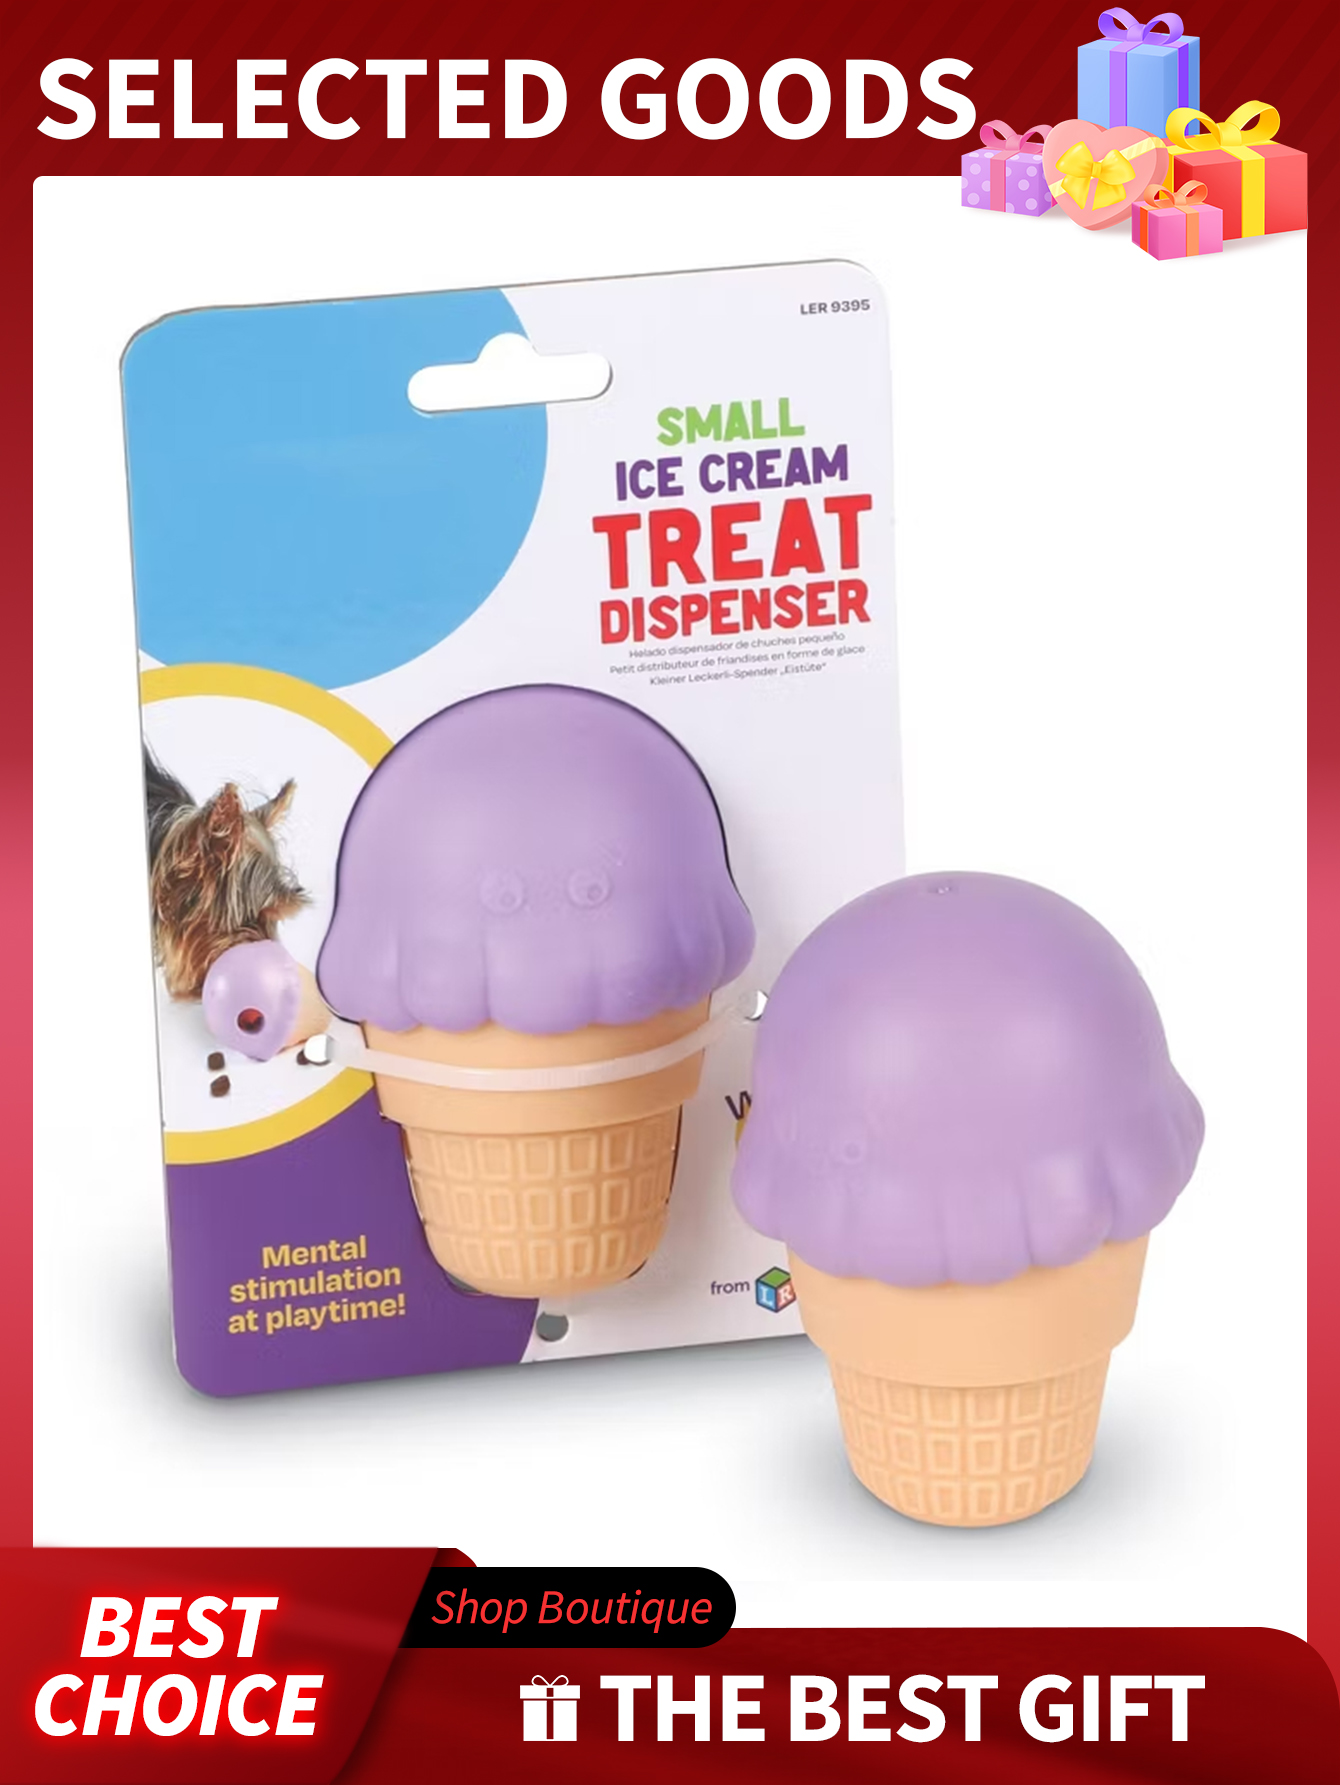 SELECTED GOODS
LER 9395
SMALL
ICE CREAM
TREAT
DISPENSER
Helado dispensador de chuches pequeño
Petit distributeur de friandises en forme de glace
Kleiner Leckerli-Spender „Eistüte“
Mental
stimulation
at playtime!
from LR
BEST
CHOICE
Shop Boutique
THE BEST GIFT